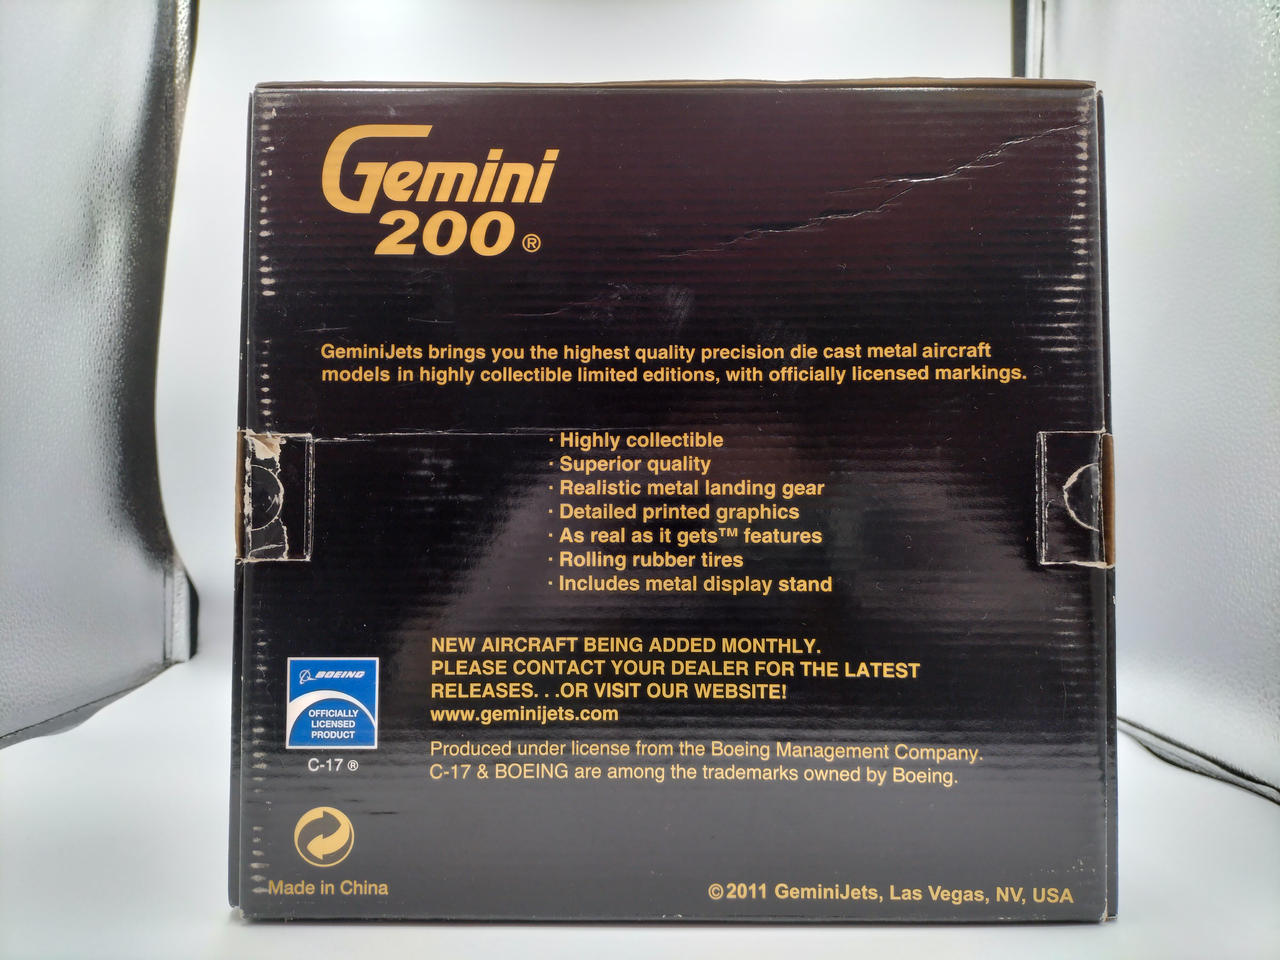 Gemini
200®
GeminiJets brings you the highest quality precision die cast metal aircraft
models in highly collectible limited editions, with officially licensed markings.
· Highly collectible
· Superior quality
· Realistic metal landing gear
· Detailed printed graphics
· As real as it gets™ features
· Rolling rubber tires
· Includes metal display stand
NEW AIRCRAFT BEING ADDED MONTHLY.
PLEASE CONTACT YOUR DEALER FOR THE LATEST
RELEASES. . .OR VISIT OUR WEBSITE!
www.geminijets.com
BOEING
OFFICIALLY
LICENSED
PRODUCT
C-17 ®
Produced under license from the Boeing Management Company.
C-17 & BOEING are among the trademarks owned by Boeing.
Made in China
©2011 GeminiJets, Las Vegas, NV, USA